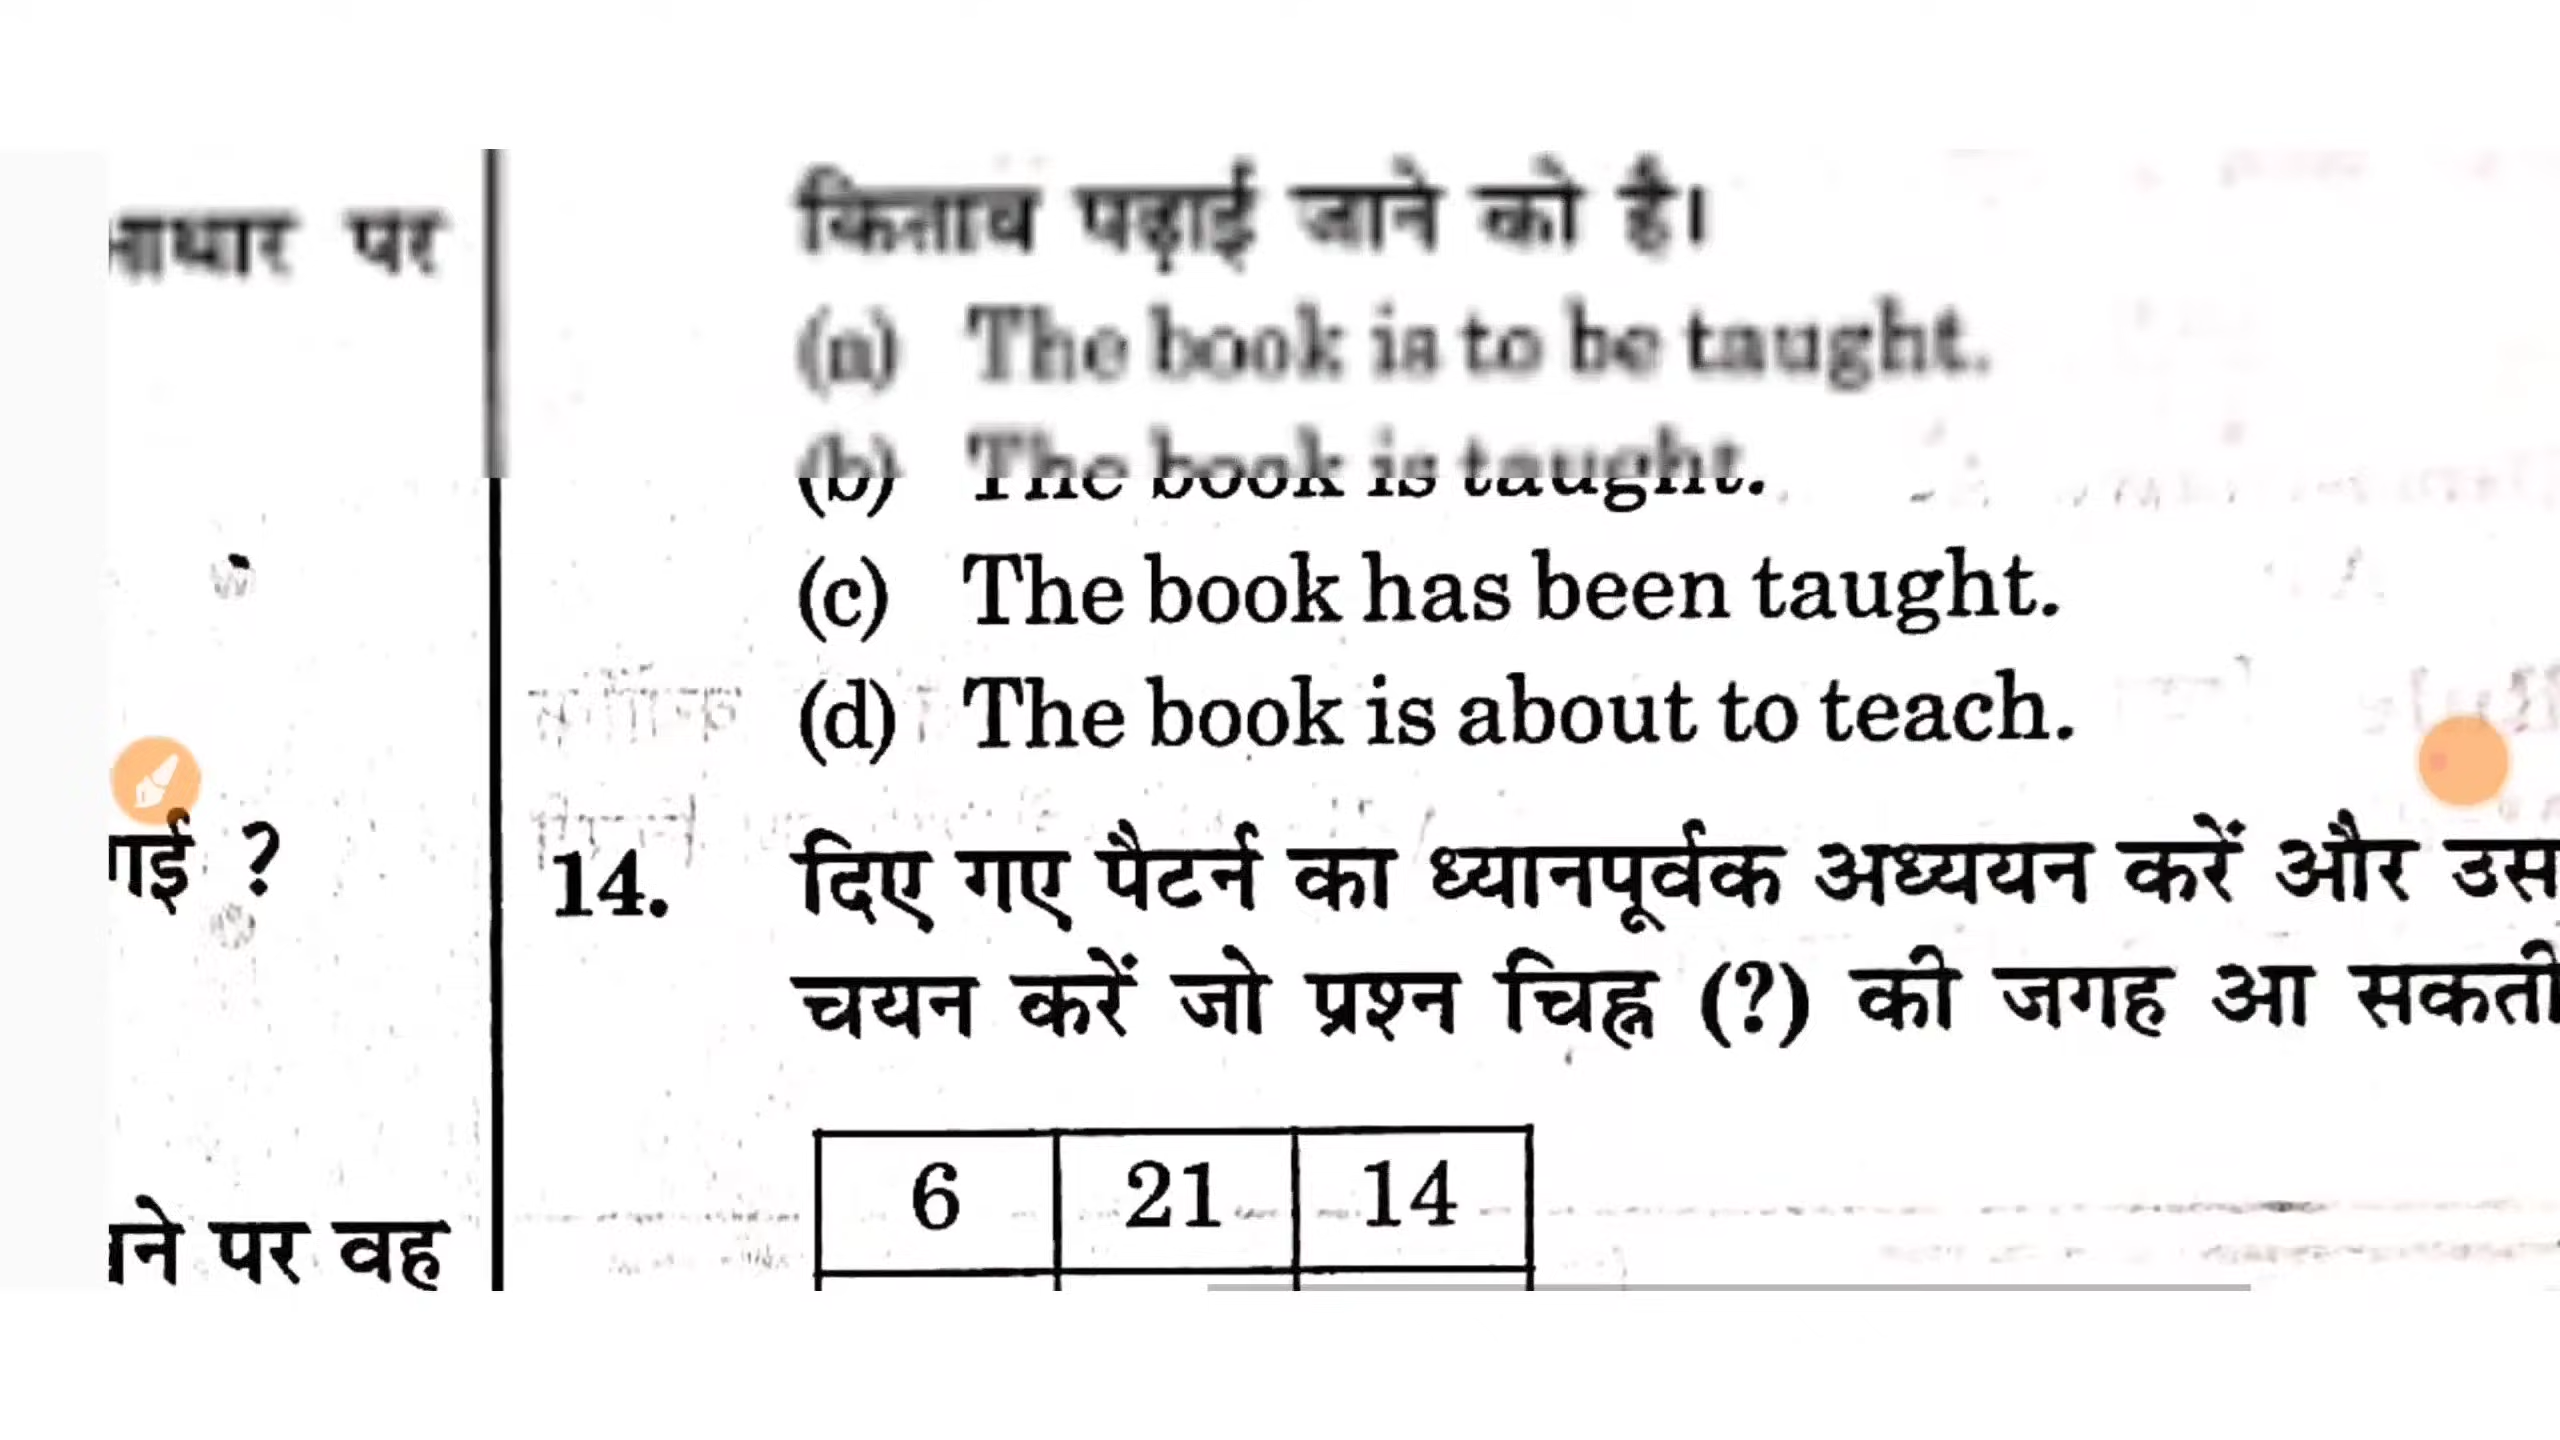 आधार पर
गई ?
ने पर वह
किताब पढ़ाई जाने को है।
(a) The book is to be taught.
(b) The book is taught.
(c) The book has been taught.
(d) The book is about to teach.
14. दिए गए पैटर्न का ध्यानपूर्वक अध्ययन करें और उस
चयन करें जो प्रश्न चिह्न (?) की जगह आ सकती
6 21 14